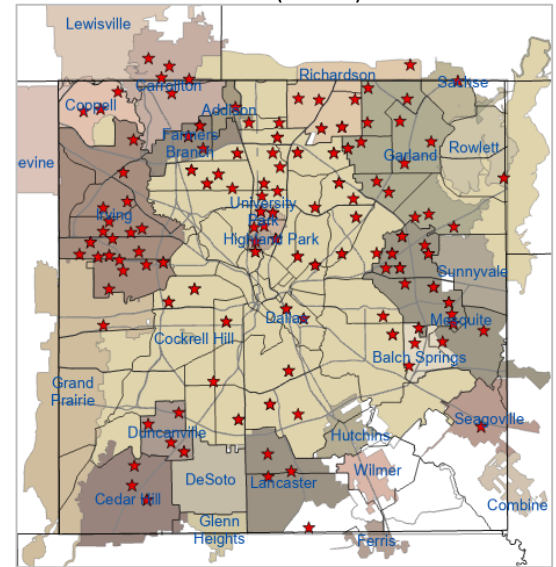 Lewisville
Richardson
Sachse
Carrollton
Coppell
Addison
Farmers
Branch
Garland
Rowlett
evine
Irving
University
Park
Highland Park
Sunnyvale
Dallas
Mesquite
Cockrell Hill
Balch Springs
Grand
Prairie
Seagoville
Duncanville
Hutchins
DeSoto
Lancaster
Wilmer
Cedar Hill
Combine
Glenn
Heights
Ferris